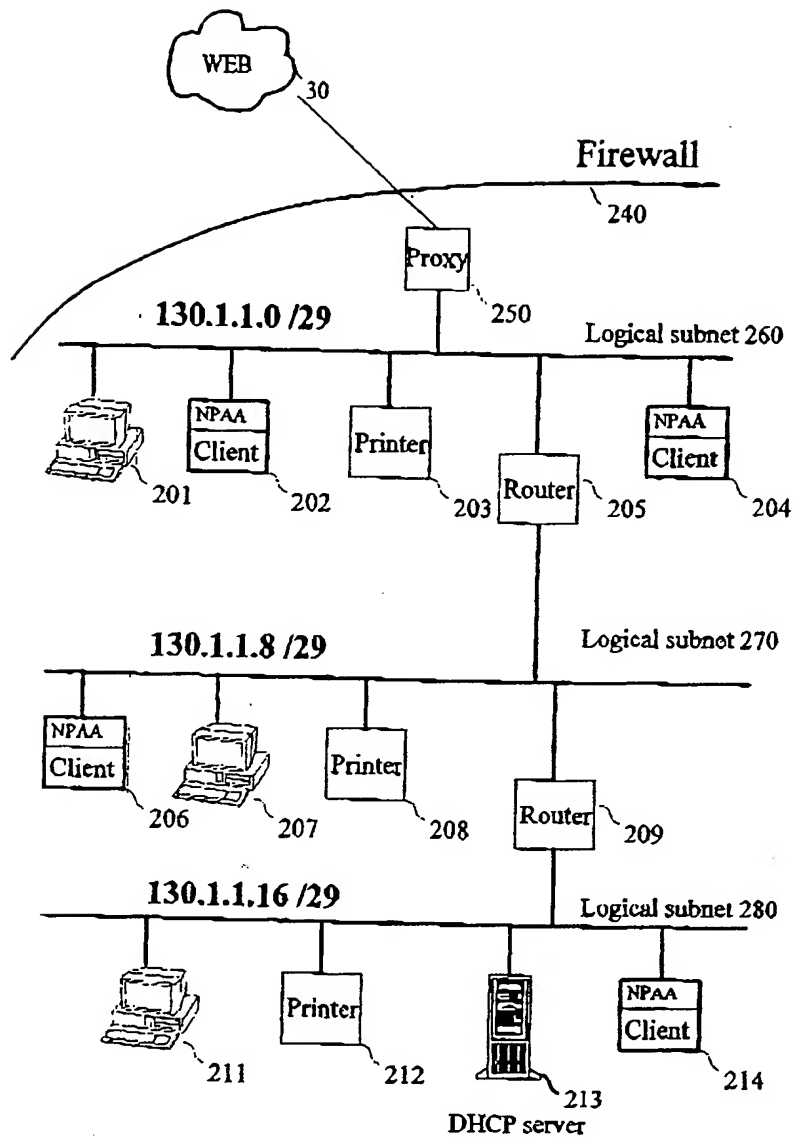 WEB
30
Firewall
240
Proxy
250
130.1.1.0 /29
Logical subnet 260
NPAA
Client
Printer
NPAA
Client
201
202
203
Router
205
204
130.1.1.8 /29
Logical subnet 270
NPAA
Client
Printer
206
207
208
Router
209
130.1.1.16 /29
Logical subnet 280
Printer
NPAA
Client
211
212
213
214
DHCP server